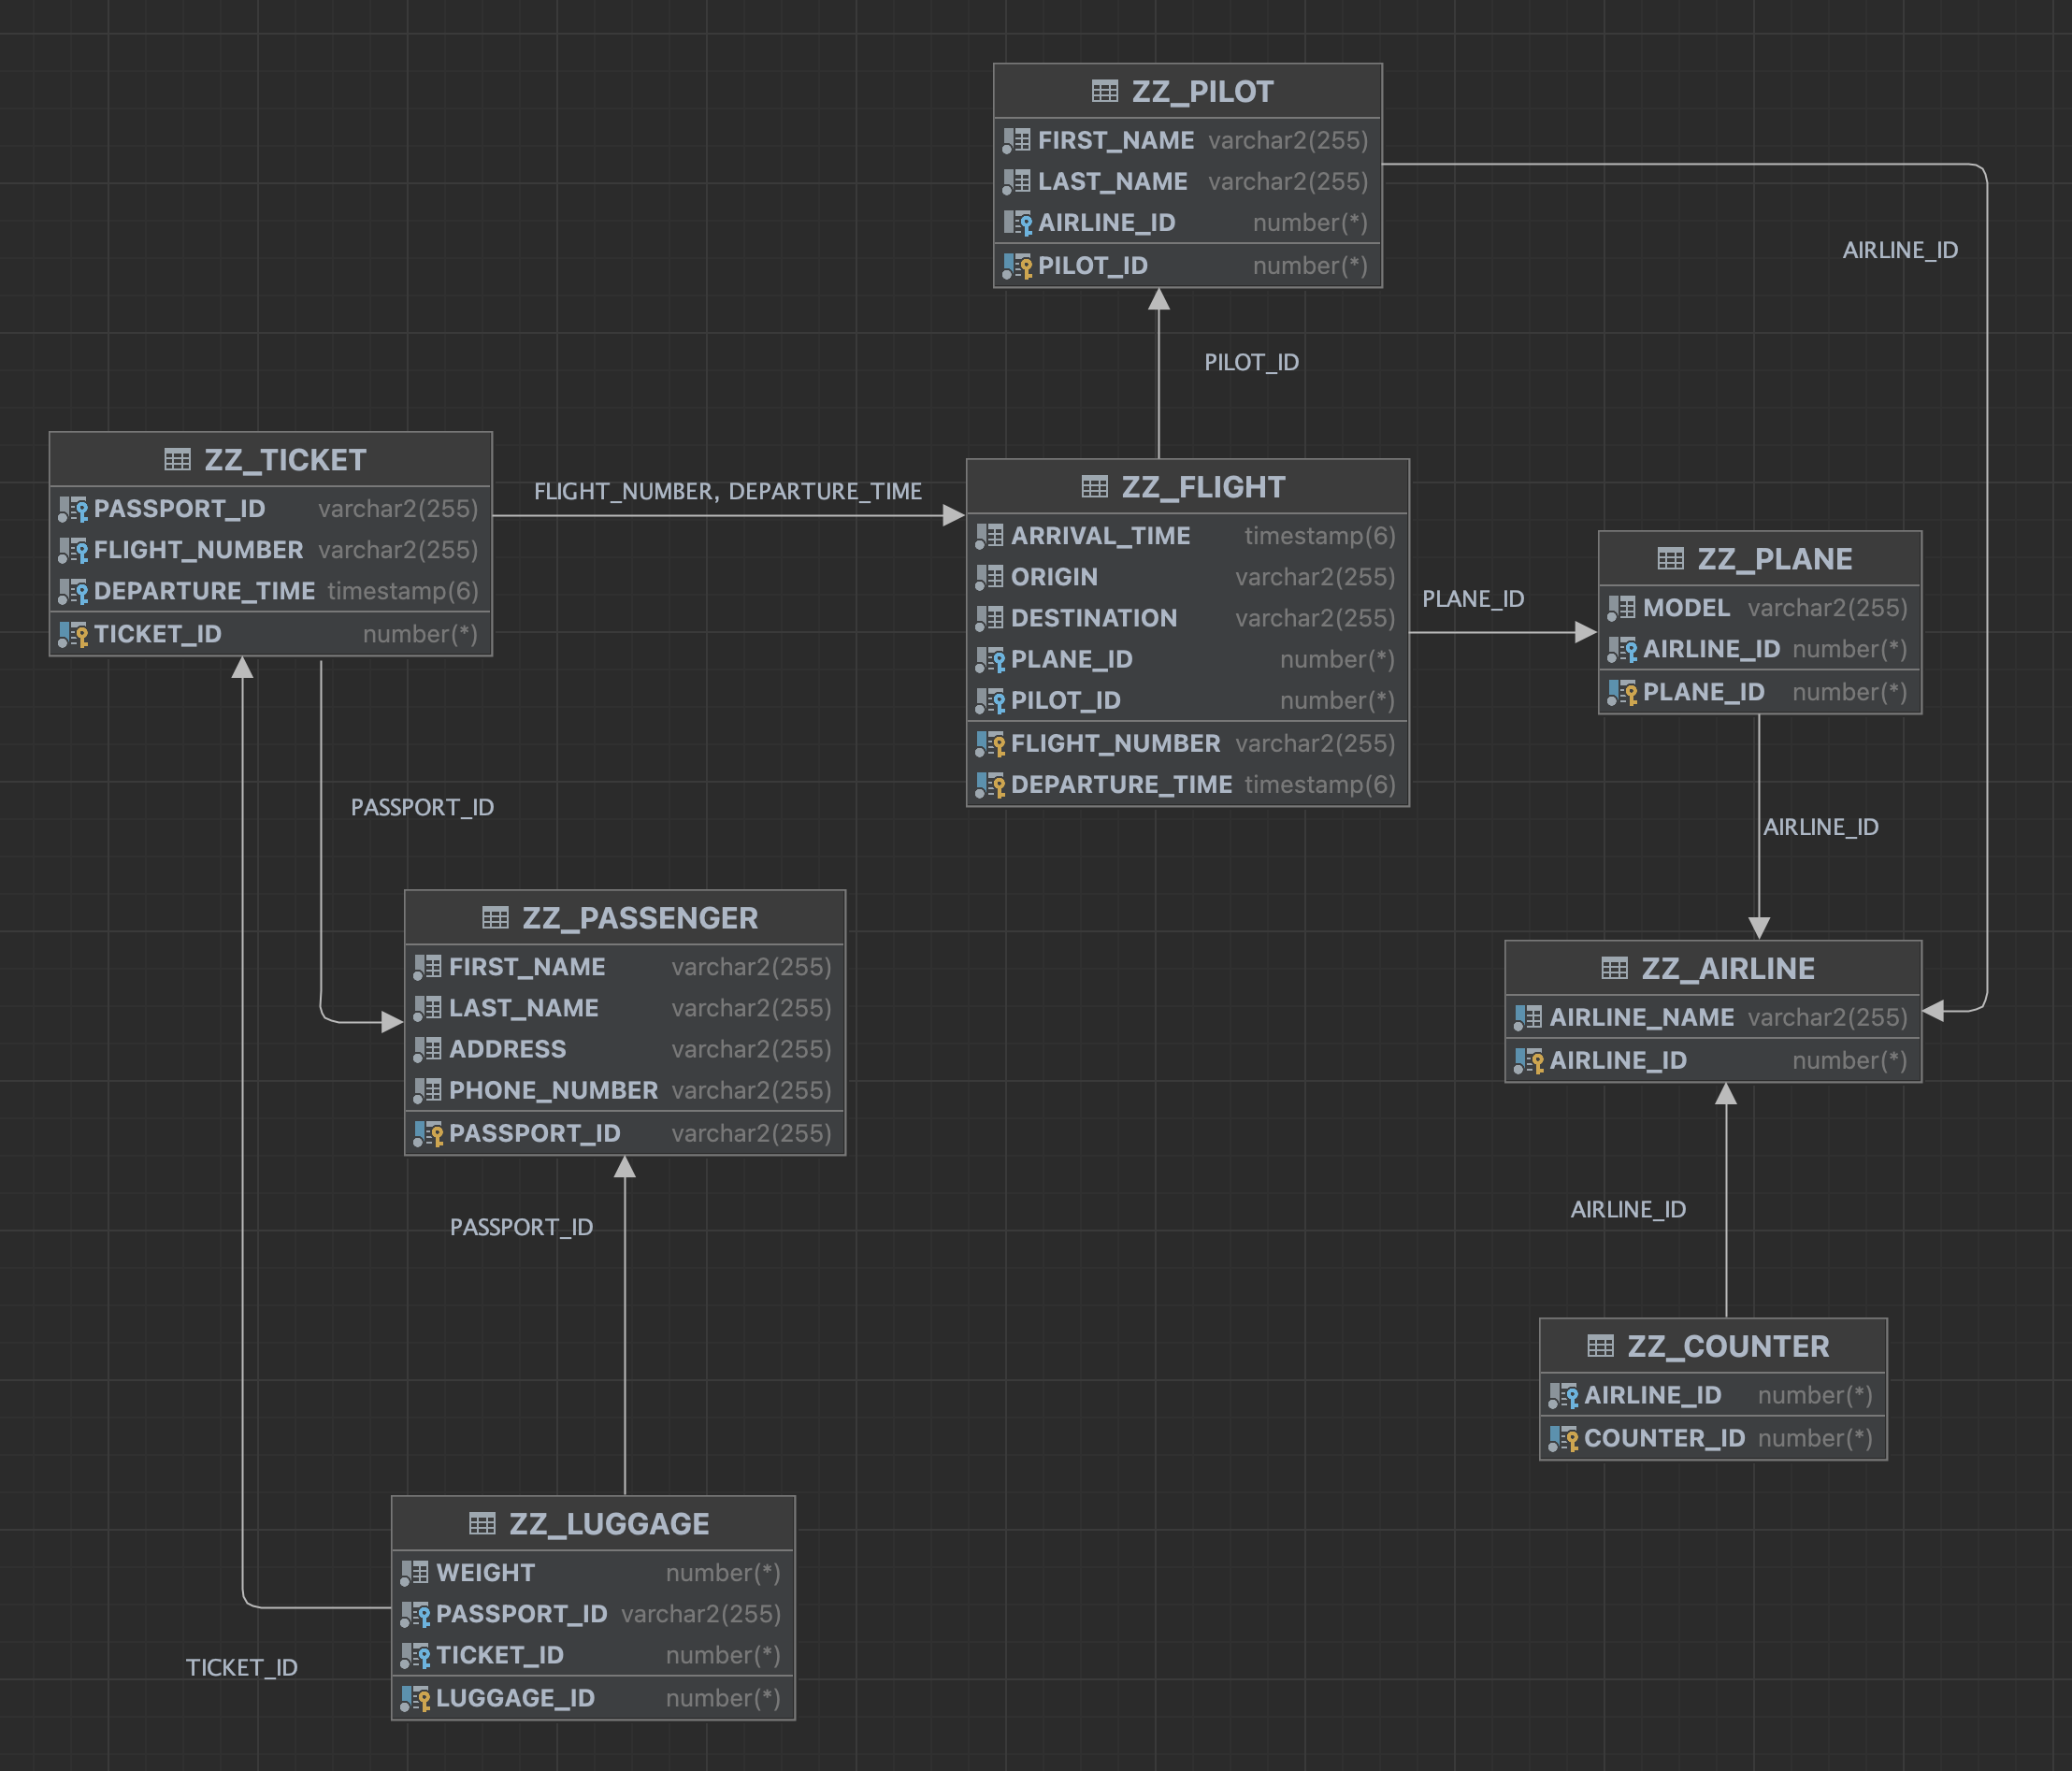 ZZ_PILOT
FIRST_NAME varchar2(255)
LAST_NAME varchar2(255)
AIRLINE_ID number(*)
PILOT_ID number(*)
AIRLINE_ID
PILOT_ID
ZZ_TICKET
PASSPORT_ID varchar2(255)
FLIGHT_NUMBER varchar2(255)
DEPARTURE_TIME timestamp(6)
TICKET_ID number(*)
FLIGHT_NUMBER, DEPARTURE_TIME
ZZ_FLIGHT
ARRIVAL_TIME timestamp(6)
ORIGIN varchar2(255)
DESTINATION varchar2(255)
PLANE_ID number(*)
PILOT_ID number(*)
FLIGHT_NUMBER varchar2(255)
DEPARTURE_TIME timestamp(6)
PLANE_ID
ZZ_PLANE
MODEL varchar2(255)
AIRLINE_ID number(*)
PLANE_ID number(*)
PASSPORT_ID
AIRLINE_ID
ZZ_PASSENGER
FIRST_NAME varchar2(255)
LAST_NAME varchar2(255)
ADDRESS varchar2(255)
PHONE_NUMBER varchar2(255)
PASSPORT_ID varchar2(255)
ZZ_AIRLINE
AIRLINE_NAME varchar2(255)
AIRLINE_ID number(*)
PASSPORT_ID
AIRLINE_ID
ZZ_COUNTER
AIRLINE_ID number(*)
COUNTER_ID number(*)
ZZ_LUGGAGE
WEIGHT number(*)
PASSPORT_ID varchar2(255)
TICKET_ID number(*)
LUGGAGE_ID number(*)
TICKET_ID